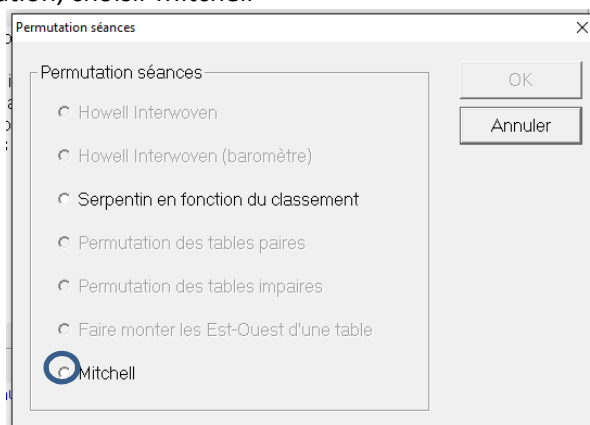 Permutation séances
Permutation séances
OK
Howell Interwoven
Annuler
Howell Interwoven (baromètre)
Serpentin en fonction du classement
Permutation des tables paires
Permutation des tables impaires
Faire monter les Est-Ouest d'une table
Mitchell